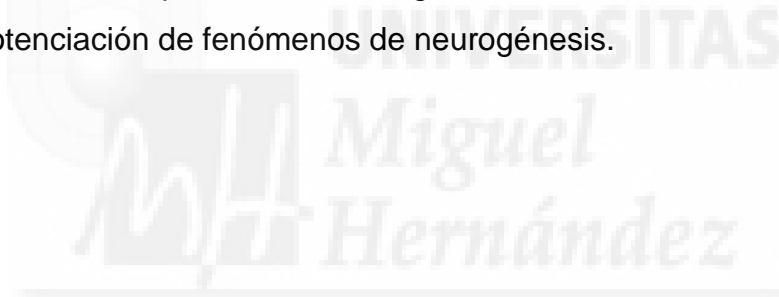 otenciación de fenómenos de neurogénesis.
UNIVERSITAS
Miguel
Hernández